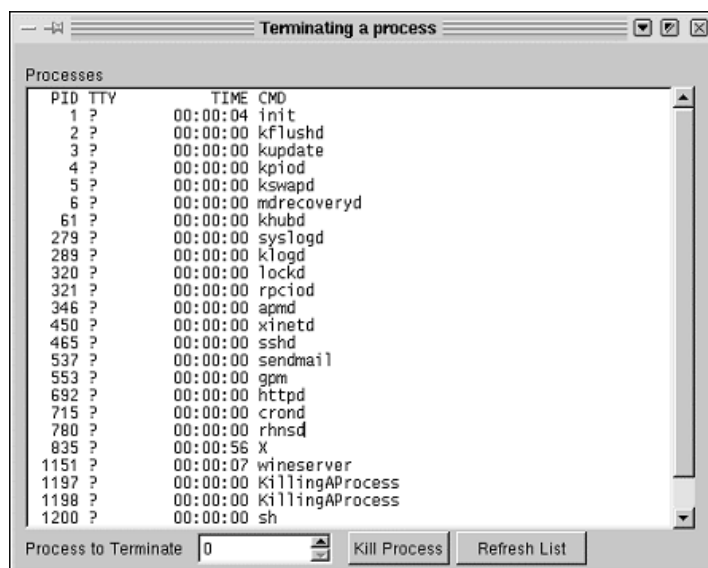 Terminating a process
Processes
PID TTY TIME CMD
1 ? 00:00:04 init
2 ? 00:00:00 kflushd
3 ? 00:00:00 kupdate
4 ? 00:00:00 kpiod
5 ? 00:00:00 kswapd
6 ? 00:00:00 mdrecoveryd
61 ? 00:00:00 khubd
279 ? 00:00:00 syslogd
289 ? 00:00:00 klogd
320 ? 00:00:00 lockd
321 ? 00:00:00 rpciod
346 ? 00:00:00 apmd
450 ? 00:00:00 xinetd
465 ? 00:00:00 sshd
537 ? 00:00:00 sendmail
553 ? 00:00:00 gpm
692 ? 00:00:00 httpd
715 ? 00:00:00 crond
780 ? 00:00:00 rhnsd
835 ? 00:00:56 X
1151 ? 00:00:07 wineserver
1197 ? 00:00:00 KillingAProcess
1198 ? 00:00:00 KillingAProcess
1200 ? 00:00:00 sh
Process to Terminate 0 Kill Process Refresh List